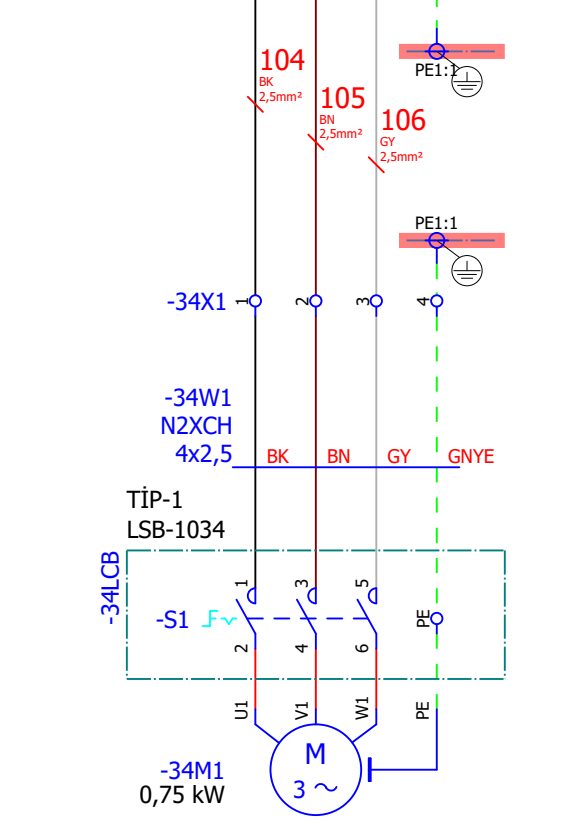 104
BK
2,5mm²
PE1:1
105
BN
2,5mm²
106
GY
2,5mm²
PE1:1
-34X1
1
2
3
4
-34W1
N2XCH
4x2,5
BK
BN
GY
GNYE
TİP-1
LSB-1034
-34LCB
1
3
5
-S1
PE
2
4
6
U1
V1
W1
PE
M
3 ~
-34M1
0,75 kW